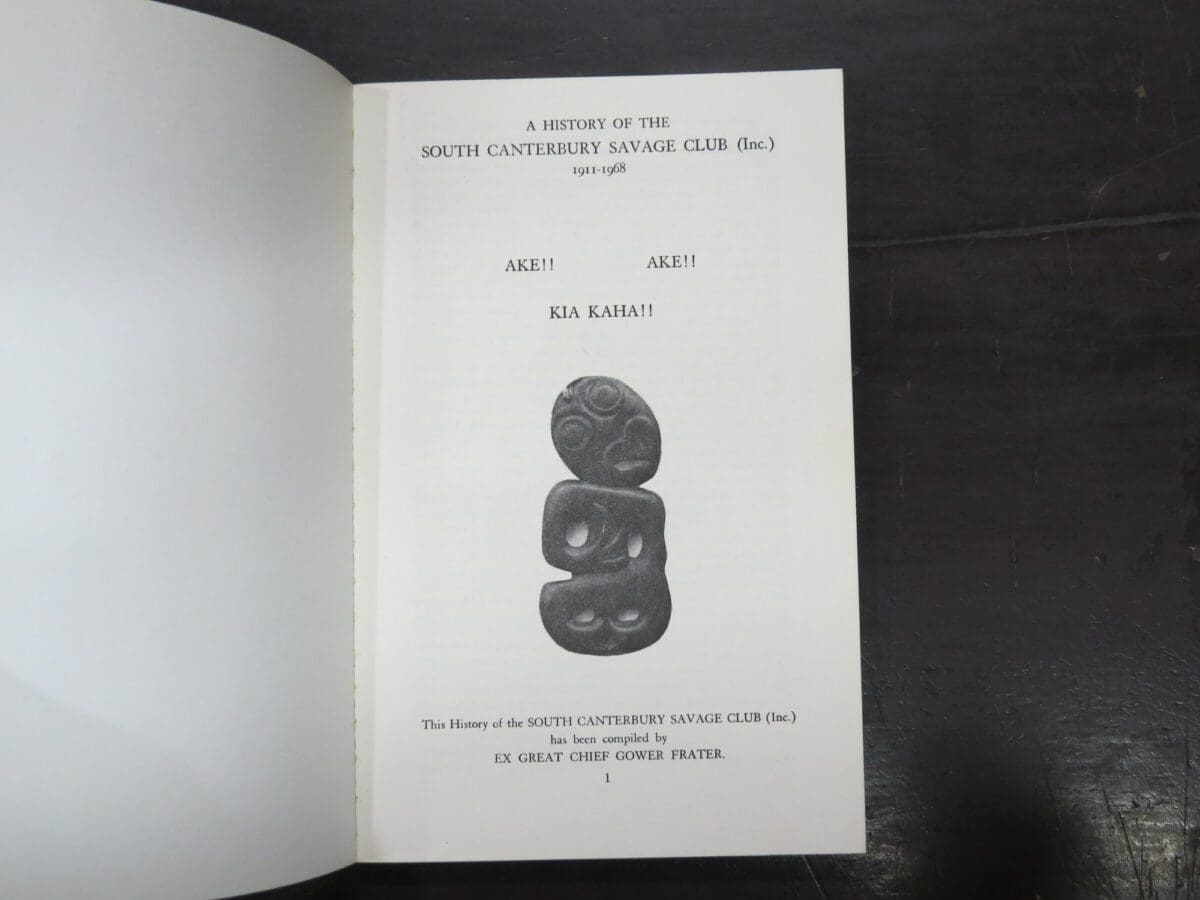 A HISTORY OF THE
SOUTH CANTERBURY SAVAGE CLUB (Inc.)
1911-1968
AKE!! AKE!!
KIA KAHA!!
This History of the SOUTH CANTERBURY SAVAGE CLUB (Inc.)
has been compiled by
EX GREAT CHIEF GOWER FRATER.
1